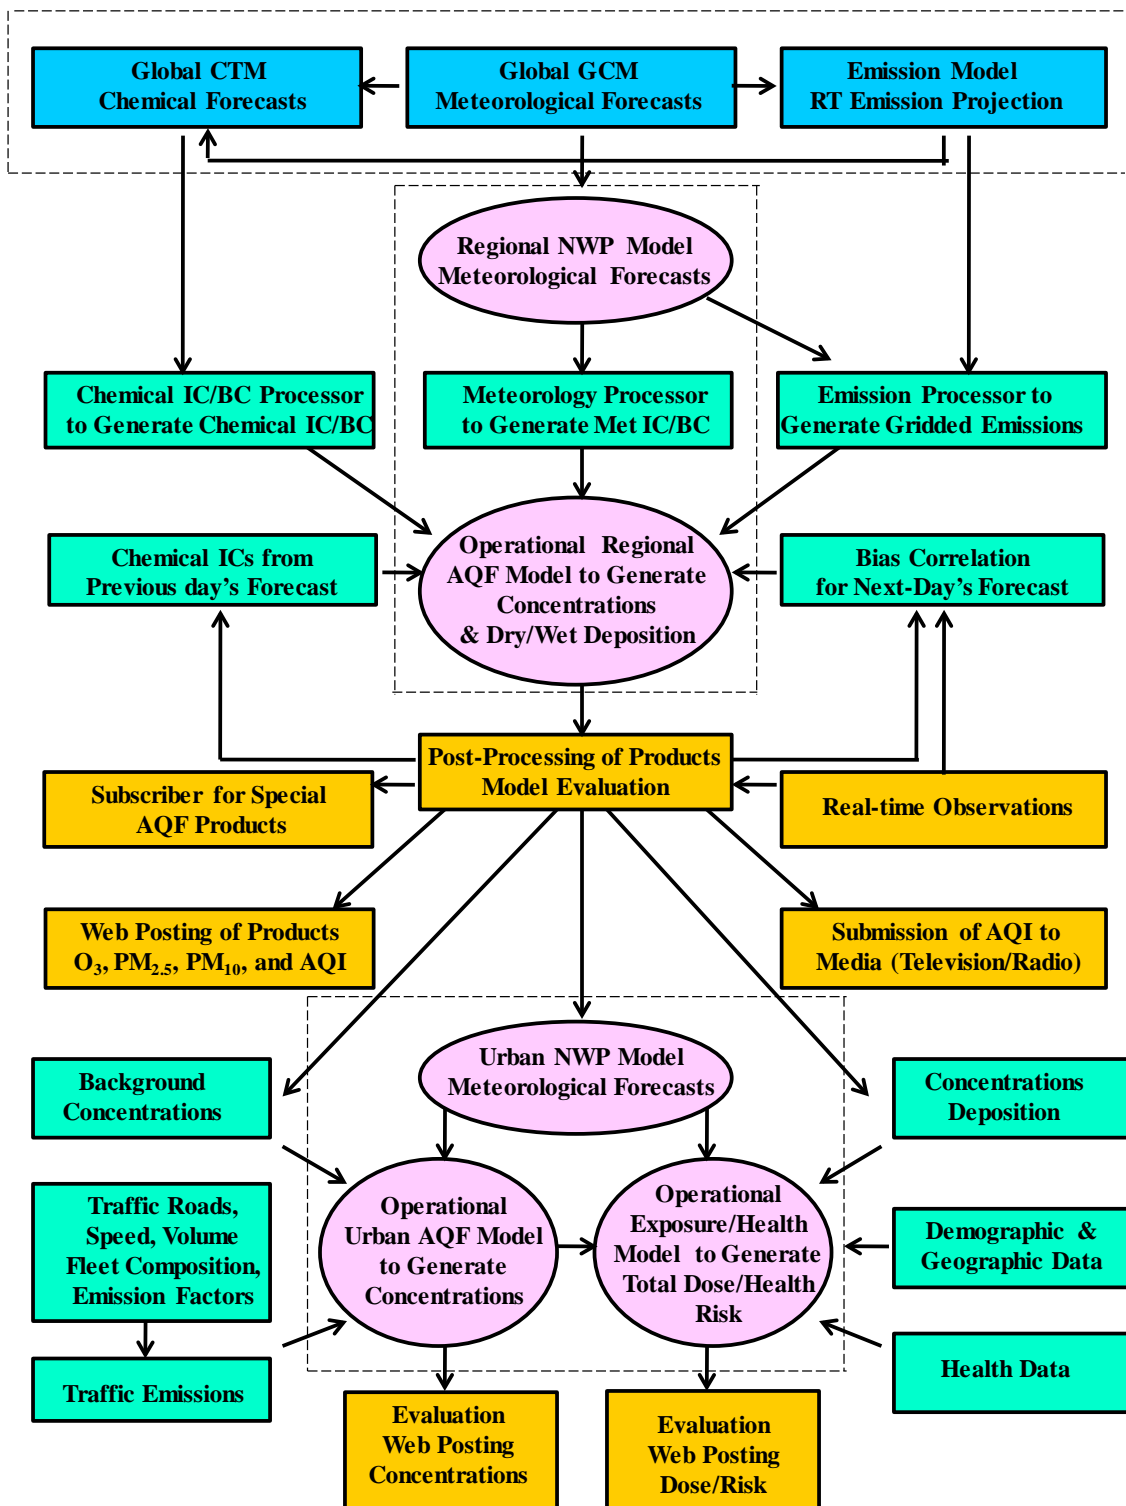 Global CTM
Chemical Forecasts
Global GCM
Meteorological Forecasts
Emission Model
RT Emission Projection
Regional NWP Model
Meteorological Forecasts
Chemical IC/BC Processor
to Generate Chemical IC/BC
Meteorology Processor
to Generate Met IC/BC
Emission Processor to
Generate Gridded Emissions
Chemical ICs from
Previous day's Forecast
Operational Regional
AQF Model to Generate
Concentrations
& Dry/Wet Deposition
Bias Correlation
for Next-Day's Forecast
Post-Processing of Products
Model Evaluation
Subscriber for Special
AQF Products
Real-time Observations
Web Posting of Products
O₃, PM₂.₅, PM₁₀, and AQI
Submission of AQI to
Media (Television/Radio)
Urban NWP Model
Meteorological Forecasts
Background
Concentrations
Concentrations
Deposition
Traffic Roads,
Speed, Volume
Fleet Composition,
Emission Factors
Operational
Urban AQF Model
to Generate
Concentrations
Operational
Exposure/Health
Model to Generate
Total Dose/Health
Risk
Demographic &
Geographic Data
Traffic Emissions
Health Data
Evaluation
Web Posting
Concentrations
Evaluation
Web Posting
Dose/Risk